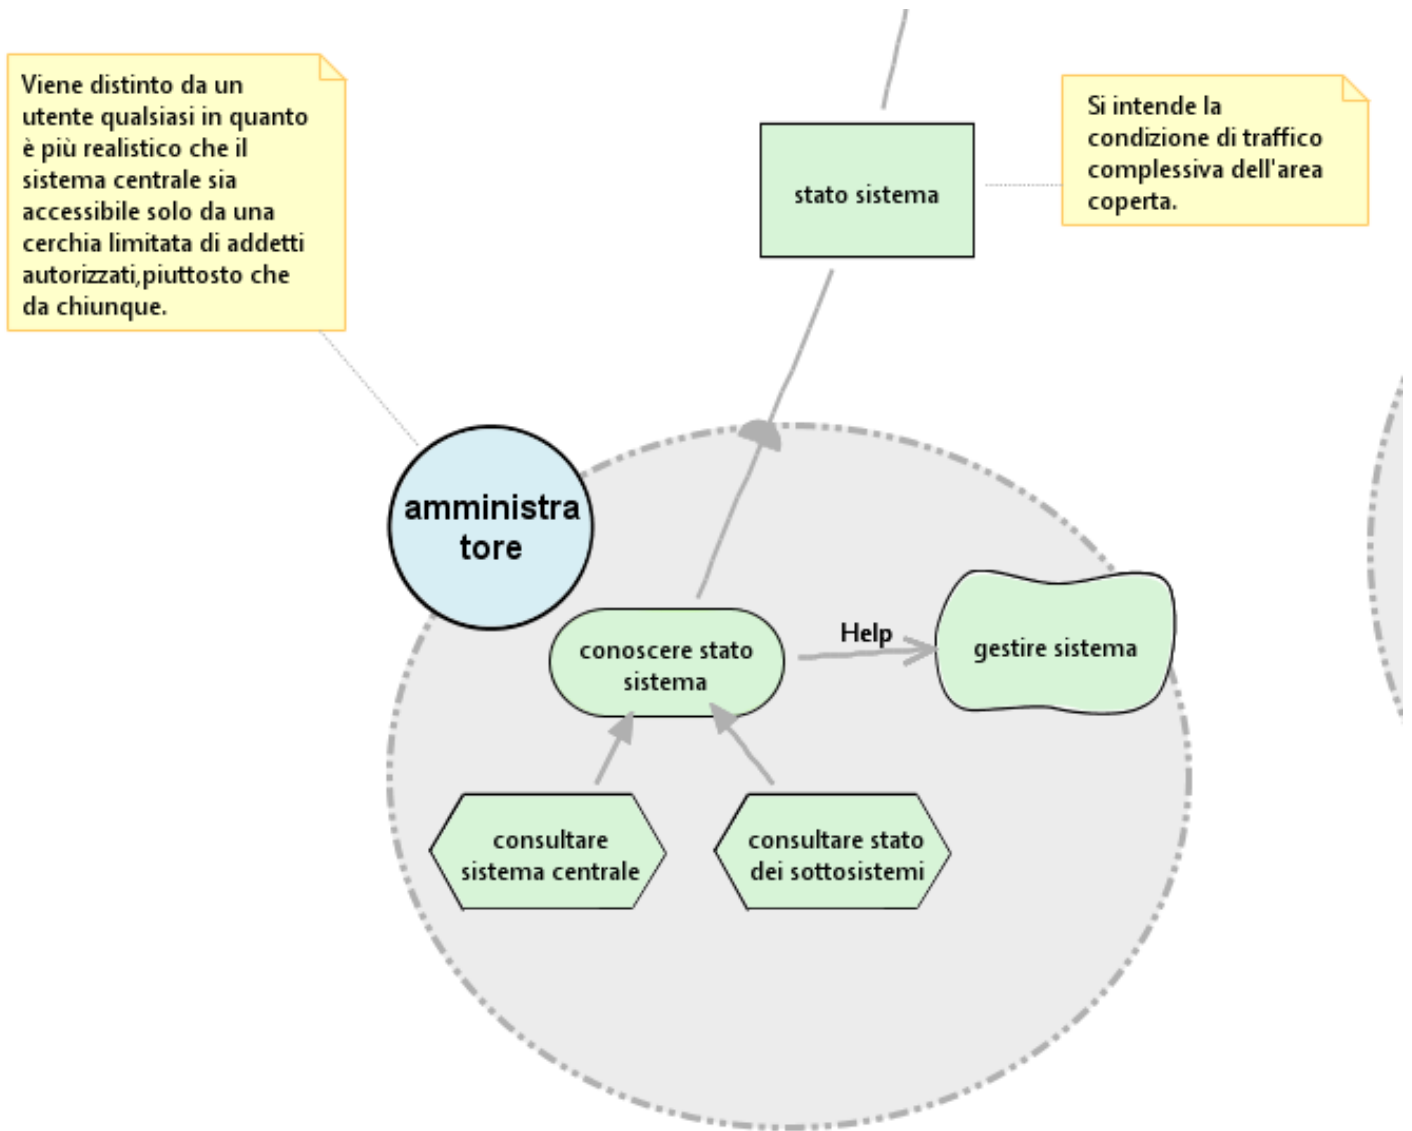 Viene distinto da un
utente qualsiasi in quanto
è più realistico che il
sistema centrale sia
accessibile solo da una
cerchia limitata di addetti
autorizzati,piuttosto che
da chiunque.
Si intende la
condizione di traffico
complessiva dell'area
coperta.
stato sistema
amministra
tore
conoscere stato
sistema
Help
gestire sistema
consultare
sistema centrale
consultare stato
dei sottosistemi